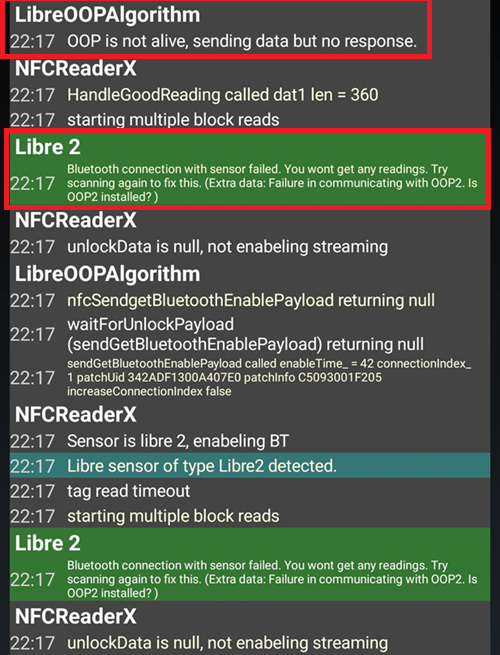 LibreOOPAlgorithm
22:17 OOP is not alive, sending data but no response.
NFCReaderX
22:17 HandleGoodReading called dat1 len = 360
22:17 starting multiple block reads
Libre 2
Bluetooth connection with sensor failed. You wont get any readings. Try
22:17 scanning again to fix this. (Extra data: Failure in communicating with OOP2. Is
OOP2 installed? )
NFCReaderX
22:17 unlockData is null, not enabeling streaming
LibreOOPAlgorithm
22:17 nfcSendgetBluetoothEnablePayload returning null
22:17 waitForUnlockPayload
(sendGetBluetoothEnablePayload) returning null
sendGetBluetoothEnablePayload called enableTime_ = 42 connectionIndex_
22:17 1 patchUid 342ADF1300A407E0 patchInfo C5093001F205
increaseConnectionIndex false
NFCReaderX
22:17 Sensor is libre 2, enabeling BT
22:17 Libre sensor of type Libre2 detected.
22:17 tag read timeout
22:17 starting multiple block reads
Libre 2
Bluetooth connection with sensor failed. You wont get any readings. Try
22:17 scanning again to fix this. (Extra data: Failure in communicating with OOP2. Is
OOP2 installed? )
NFCReaderX
22:17 unlockData is null, not enabeling streaming